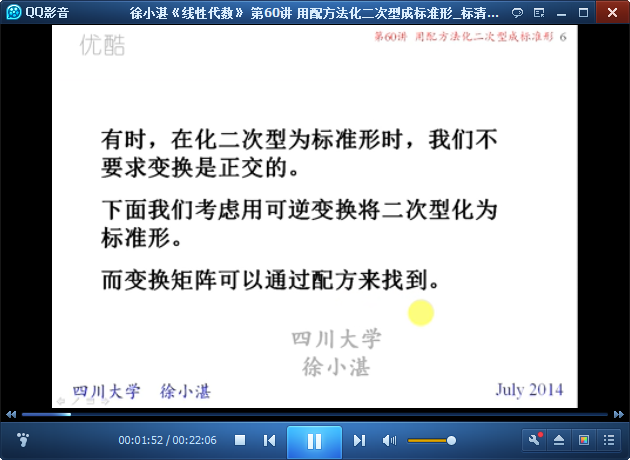 QQ影音
徐小湛《线性代数》 第60讲 用配方法化二次型成标准形_标清...
优酷
第60讲 用配方法化二次型成标准形 6
有时，在化二次型为标准形时，我们不
要求变换是正交的。
下面我们考虑用可逆变换将二次型化为
标准形。
而变换矩阵可以通过配方来找到。
四川大学
徐小湛
四川大学 徐小湛
July 2014
00:01:52 / 00:22:06